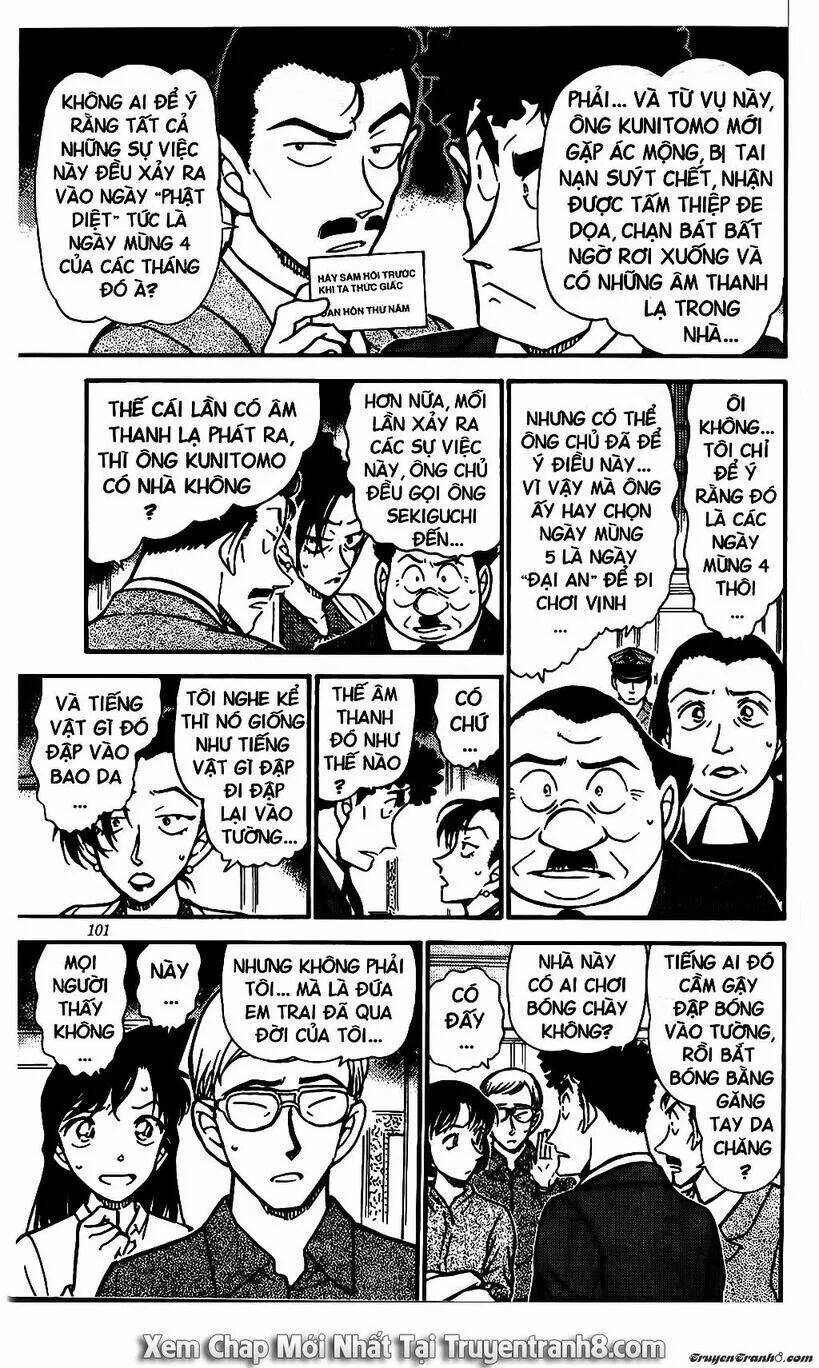 PHẢI... VÀ TỪ VỤ NÀY,
ÔNG KUNITOMO MỚI
GẶP ÁC MỘNG, BỊ TAI
NẠN SUÝT CHẾT, NHẬN
ĐƯỢC TẤM THIỆP ĐE
DỌA, CHẠN BÁT BẤT
NGỜ RƠI XUỐNG VÀ
CÓ NHỮNG ÂM THANH
LẠ TRONG
NHÀ...
KHÔNG AI ĐỂ Ý
RẰNG TẤT CẢ
NHỮNG SỰ VIỆC
NÀY ĐỀU XẢY RA
VÀO NGÀY "PHẬT
DIỆT" TỨC LÀ
NGÀY MÙNG 4
CỦA CÁC THÁNG
ĐÓ À?
HÃY SÁM HỐI TRƯỚC
KHI TA THỨC GIẤC
OAN HỒN THỨ NĂM
ÔI
KHÔNG...
TÔI CHỈ
ĐỂ Ý
RẰNG ĐÓ
LÀ CÁC
NGÀY
MÙNG 4
THÔI
...
NHƯNG CÓ THỂ
ÔNG CHỦ ĐÃ ĐỂ
Ý ĐIỀU NÀY...
VÌ VẬY MÀ ÔNG
ẤY HAY CHỌN
NGÀY MÙNG
5 LÀ NGÀY
"ĐẠI AN" ĐỂ ĐI
CHƠI VỊNH
...
HƠN NỮA, MỖI
LẦN XẢY RA
CÁC SỰ VIỆC
NÀY, ÔNG CHỦ
ĐỀU GỌI ÔNG
SEKIGUCHI
ĐẾN...
THẾ CÁI LẦN CÓ ÂM
THANH LẠ PHÁT RA,
THÌ ÔNG KUNITOMO
CÓ NHÀ KHÔNG
?
CÓ
CHỨ
...
THẾ ÂM
THANH
ĐÓ NHƯ
THẾ NÀO
?
TÔI NGHE KỂ
THÌ NÓ GIỐNG
NHƯ TIẾNG
VẬT GÌ ĐẬP
ĐI ĐẬP
LẠI VÀO
TƯỜNG...
VÀ TIẾNG
VẬT GÌ ĐÓ
ĐẬP VÀO
BAO DA
...
101
TIẾNG AI ĐÓ
CẦM GẬY
ĐẬP BÓNG
VÀO TƯỜNG,
RỒI BẮT
BÓNG BẰNG
GĂNG
TAY DA
CHĂNG
?
NHÀ NÀY
CÓ AI CHƠI
BÓNG CHÀY
KHÔNG?
CÓ
ĐẤY
...
NHƯNG KHÔNG PHẢI
TÔI... MÀ LÀ ĐỨA
EM TRAI ĐÃ QUA
ĐỜI CỦA TÔI...
NÀY
...
MỌI
NGƯỜI
THẤY
KHÔNG
...
Xem Chap Mới Nhất Tại Truyentranh8.com
TruyenTranh8.com